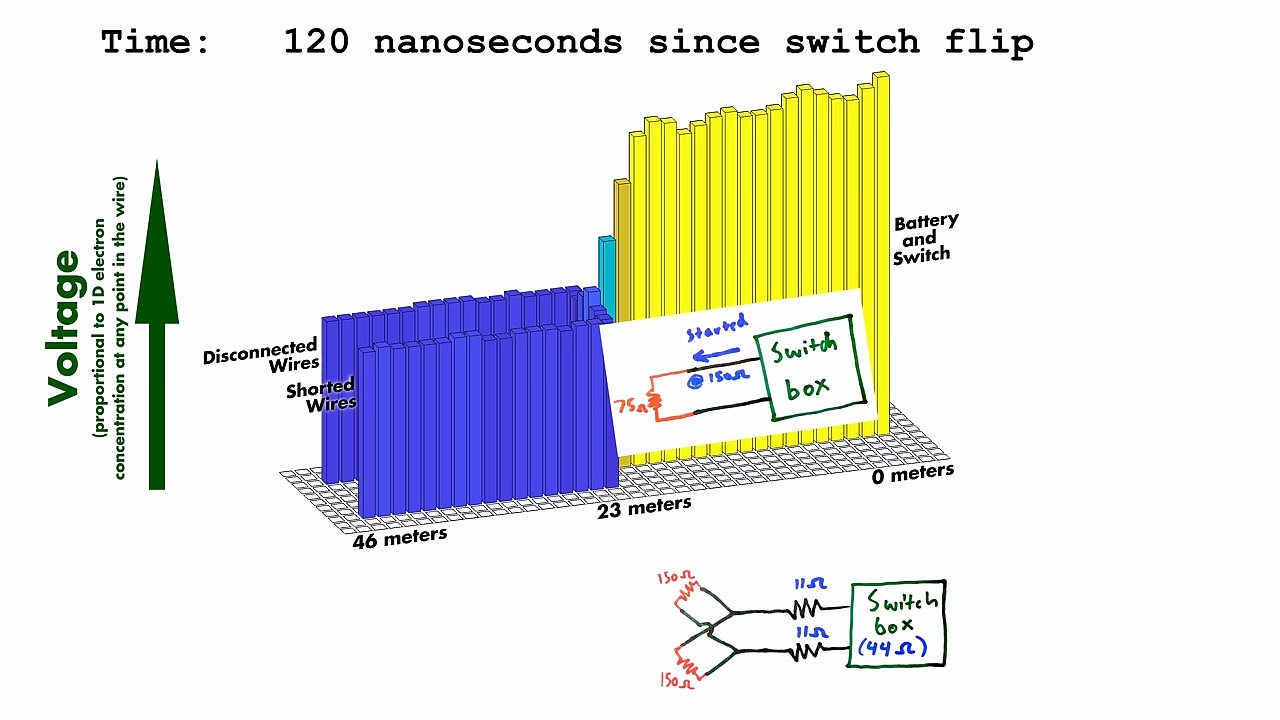 Time: 120 nanoseconds since switch flip
Voltage
(proportional to 1D electron
concentration at any point in the wire)
Battery
and
Switch
Disconnected
Wires
Shorted
Wires
started
@ 150Ω
75Ω
Switch
box
0 meters
23 meters
46 meters
150Ω
150Ω
11Ω
11Ω
Switch
box
(44Ω)